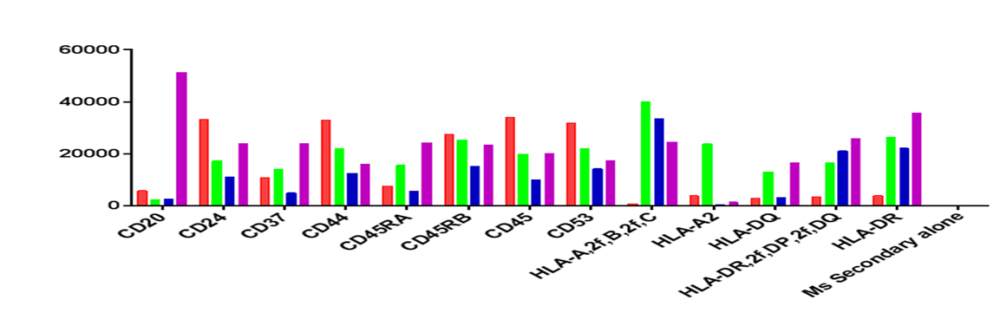 60000
40000
20000
0
CD20
CD24
CD37
CD44
CD45RA
CD45RB
CD45
CD53
HLA-A,2f,B,2f,C
HLA-A2
HLA-DQ
HLA-DR,2f,DP,2f,DQ
HLA-DR
Ms Secondary alone